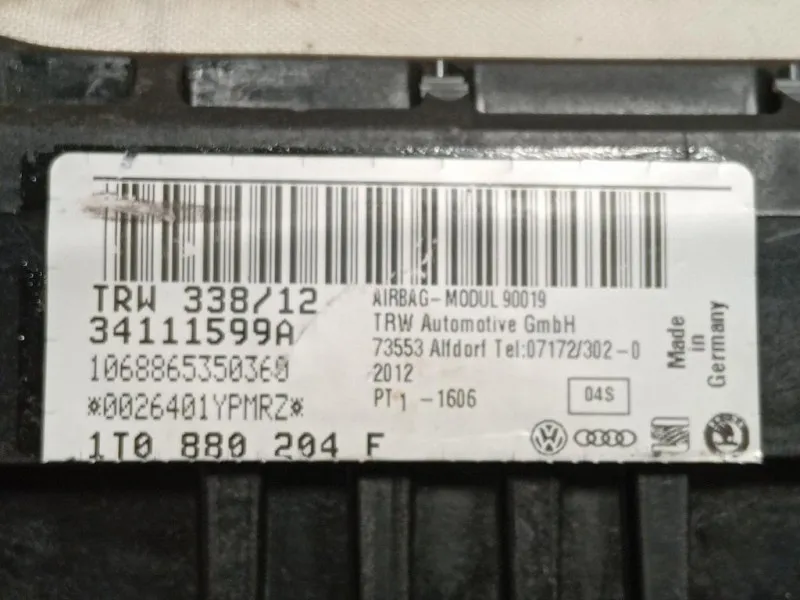 TRW 338/12
34111599A
1068865350360
*0026401YPMRZ*
1T0 880 204 F
AIRBAG-MODUL 90019
TRW Automotive GmbH
73553 Alfdorf Tel:07172/302-0
2012
PT 1 -1606
04S
Made in
Germany